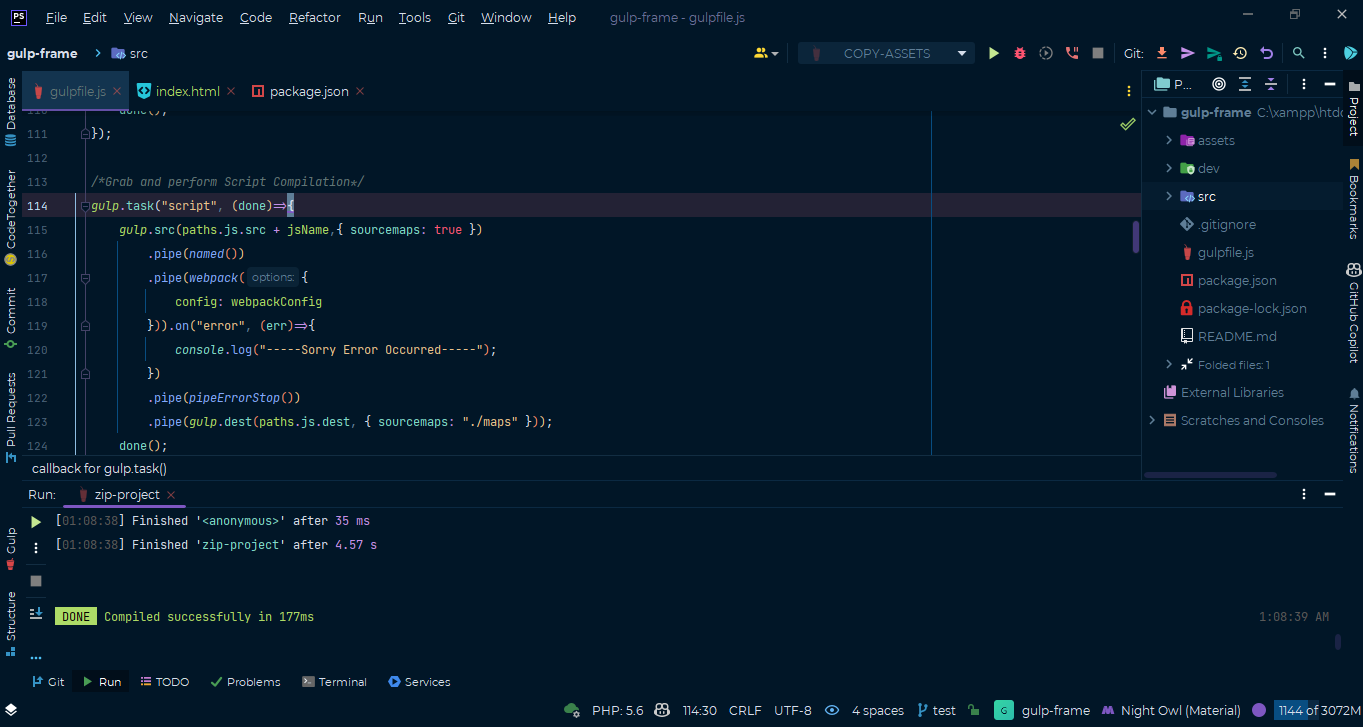 PS File Edit View Navigate Code Refactor Run Tools Git Window Help gulp-frame - gulpfile.js
gulp-frame src COPY-ASSETS Git:
gulpfile.js index.html package.json
P...
110 done();
111 });
112
113 /*Grab and perform Script Compilation*/
114 gulp.task("script", (done)=>{
115 gulp.src(paths.js.src + jsName,{ sourcemaps: true })
116 .pipe(named())
117 .pipe(webpack( options: {
118 config: webpackConfig
119 })).on("error", (err)=>{
120 console.log("-----Sorry Error Occurred-----");
121 })
122 .pipe(pipeErrorStop())
123 .pipe(gulp.dest(paths.js.dest, { sourcemaps: "./maps" }));
124 done();
callback for gulp.task()
gulp-frame C:\xampp\htdo
assets
dev
src
.gitignore
gulpfile.js
package.json
package-lock.json
README.md
Folded files: 1
External Libraries
Scratches and Consoles
Database
CodeTogether
Commit
Pull Requests
Gulp
Structure
Project
Bookmarks
GitHub Copilot
Notifications
Run: zip-project
[01:08:38] Finished '<anonymous>' after 35 ms
[01:08:38] Finished 'zip-project' after 4.57 s
DONE Compiled successfully in 177ms 1:08:39 AM
Git Run TODO Problems Terminal Services
PHP: 5.6 114:30 CRLF UTF-8 4 spaces test G gulp-frame Night Owl (Material) 1144 of 3072M